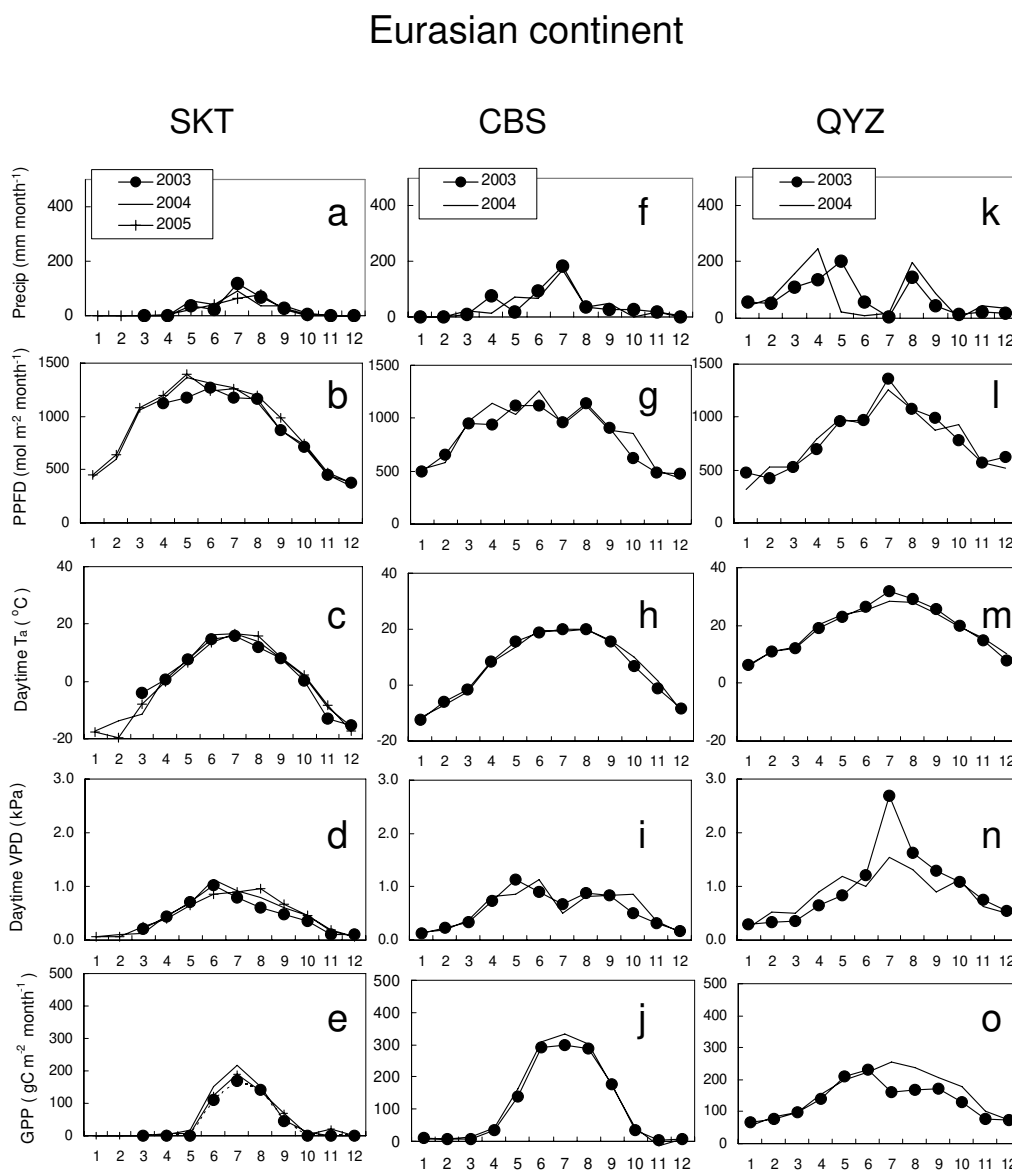 Eurasian continent
SKT CBS QYZ
Precip (mm month-1)
400
200
0
2003
2004
2005
a
1 2 3 4 5 6 7 8 9 10 11 12
400
200
0
2003
2004
f
1 2 3 4 5 6 7 8 9 10 11 12
400
200
0
2003
2004
k
1 2 3 4 5 6 7 8 9 10 11 12
PPFD (mol m-2 month-1)
1500
1000
500
0
b
1 2 3 4 5 6 7 8 9 10 11 12
1500
1000
500
0
g
1 2 3 4 5 6 7 8 9 10 11 12
1500
1000
500
0
l
1 2 3 4 5 6 7 8 9 10 11 12
Daytime Ta ( °C)
40
20
0
-20
c
1 2 3 4 5 6 7 8 9 10 11 12
40
20
0
-20
h
1 2 3 4 5 6 7 8 9 10 11 12
40
20
0
-20
m
1 2 3 4 5 6 7 8 9 10 11 12
Daytime VPD ( kPa)
3.0
2.0
1.0
0.0
d
1 2 3 4 5 6 7 8 9 10 11 12
3.0
2.0
1.0
0.0
i
1 2 3 4 5 6 7 8 9 10 11 12
3.0
2.0
1.0
0.0
n
1 2 3 4 5 6 7 8 9 10 11 12
GPP ( gC m-2 month-1)
500
400
300
200
100
0
e
1 2 3 4 5 6 7 8 9 10 11 12
500
400
300
200
100
0
j
1 2 3 4 5 6 7 8 9 10 11 12
500
400
300
200
100
0
o
1 2 3 4 5 6 7 8 9 10 11 12